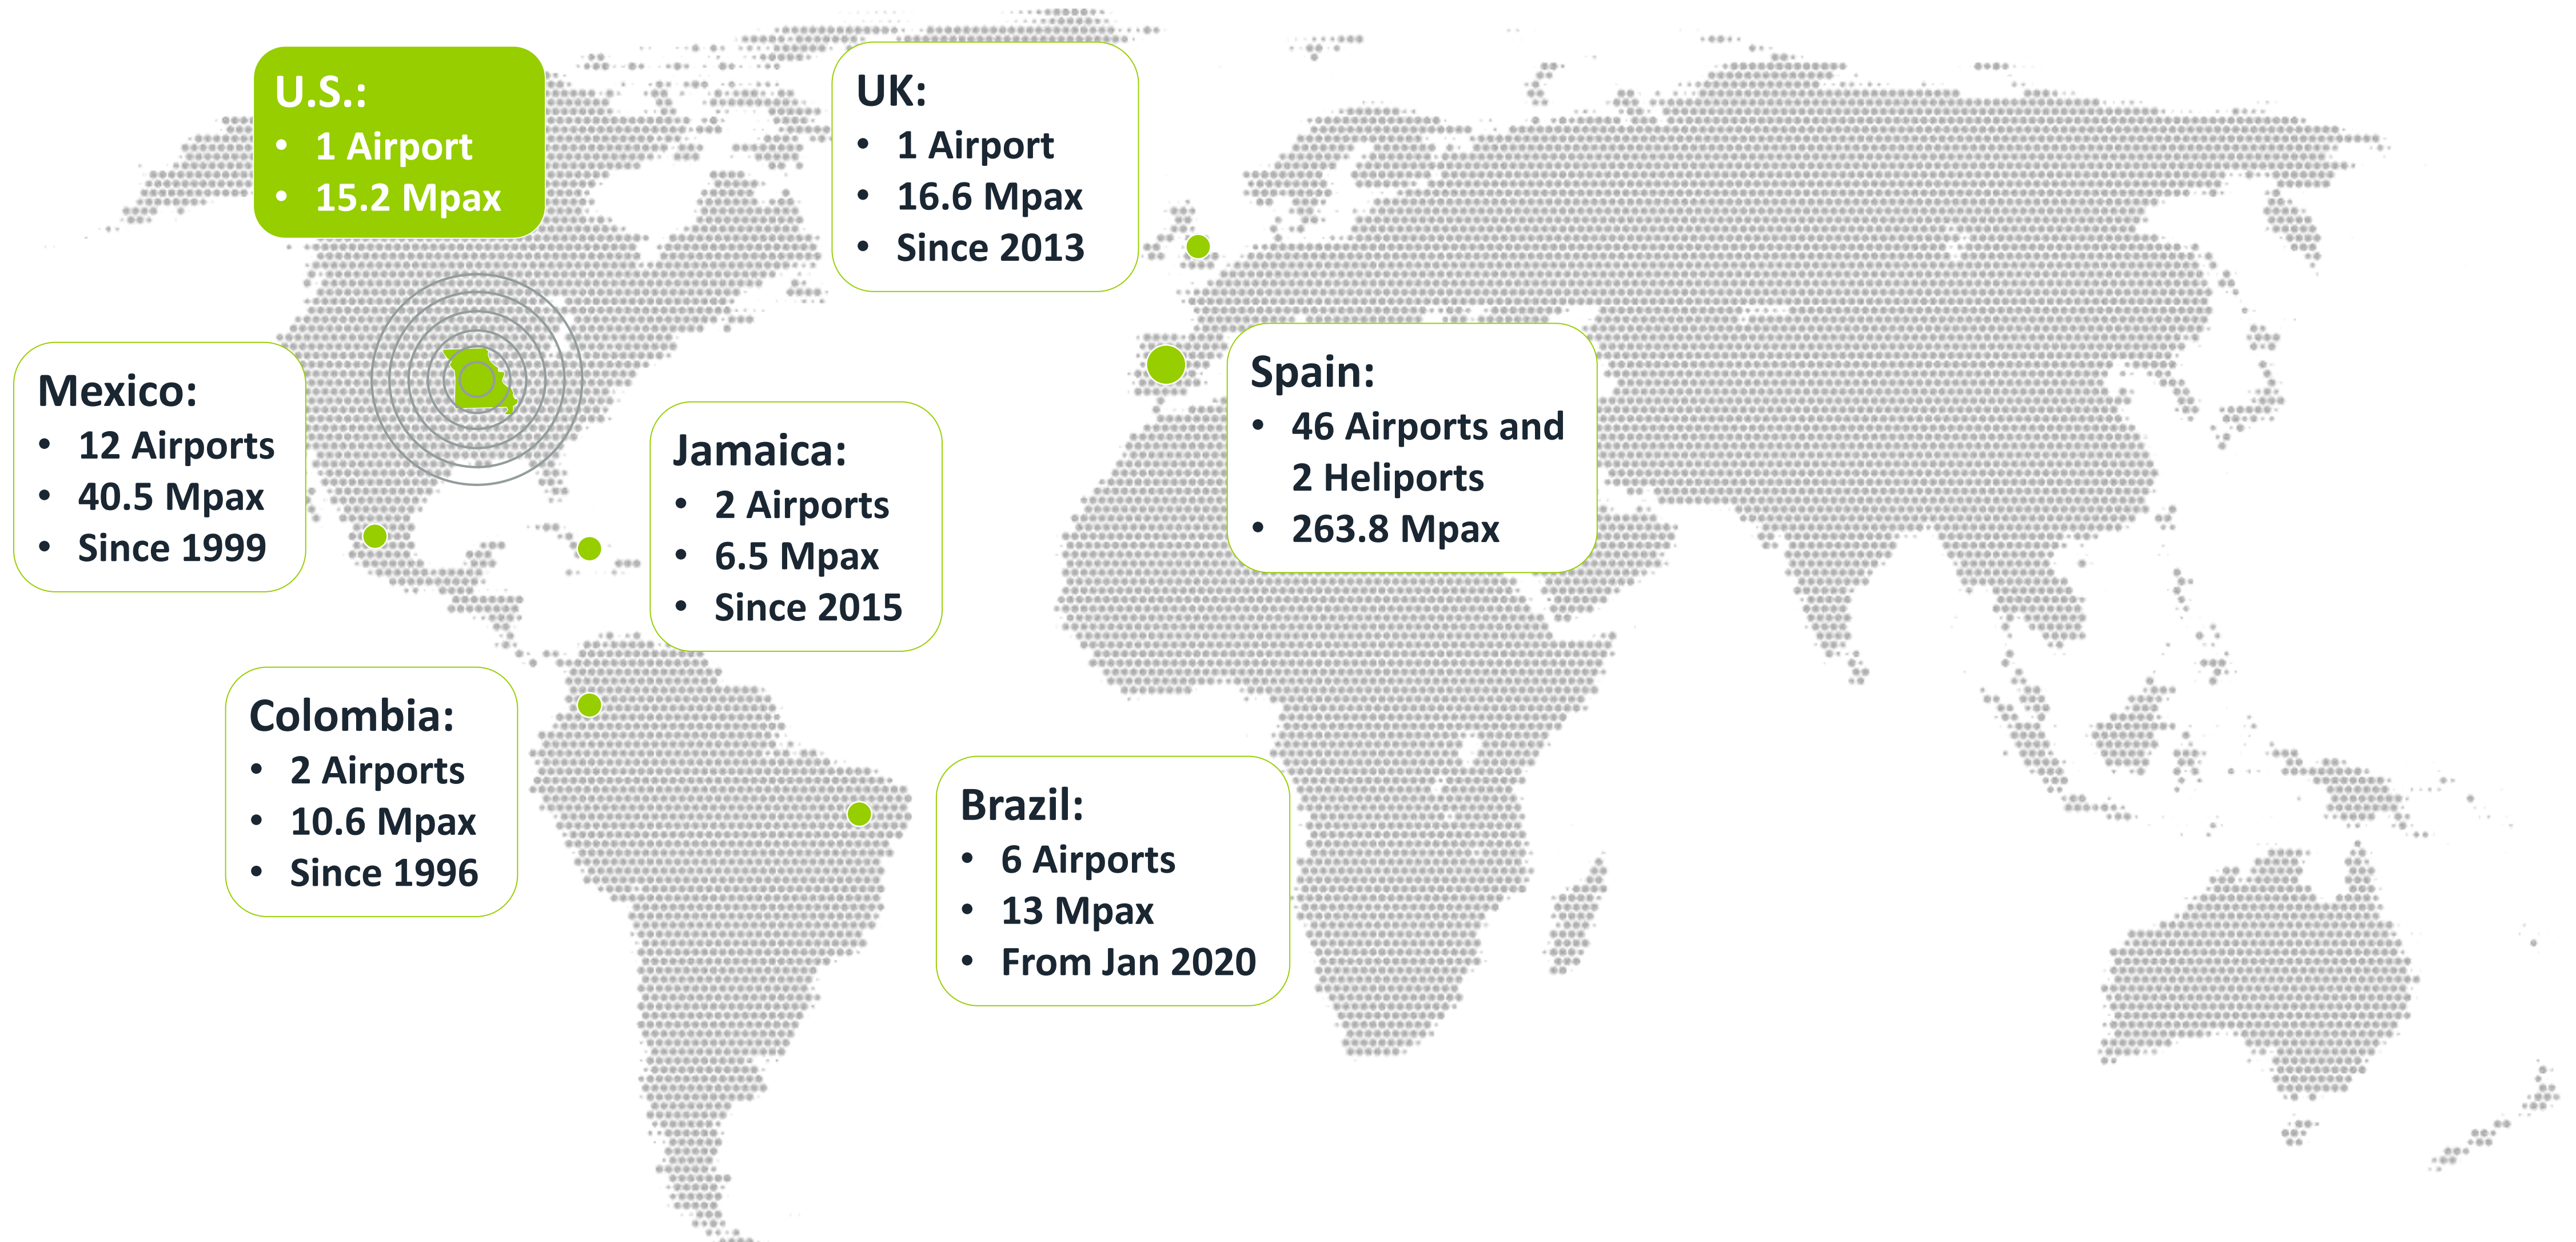 U.S.:
• 1 Airport
• 15.2 Mpax
UK:
• 1 Airport
• 16.6 Mpax
• Since 2013
Mexico:
• 12 Airports
• 40.5 Mpax
• Since 1999
Jamaica:
• 2 Airports
• 6.5 Mpax
• Since 2015
Spain:
• 46 Airports and
2 Heliports
• 263.8 Mpax
Colombia:
• 2 Airports
• 10.6 Mpax
• Since 1996
Brazil:
• 6 Airports
• 13 Mpax
• From Jan 2020